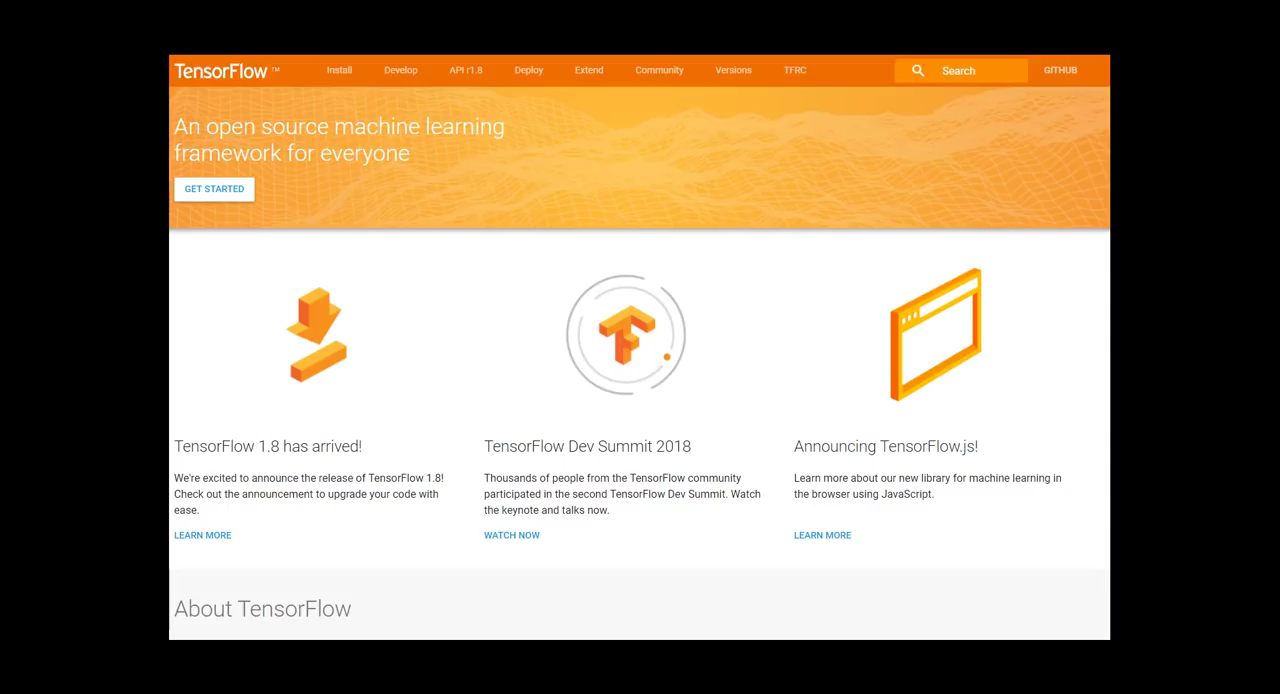 TensorFlow ™ Install Develop API r1.8 Deploy Extend Community Versions TFRC Search GITHUB
An open source machine learning
framework for everyone
GET STARTED
TensorFlow 1.8 has arrived!
We're excited to announce the release of TensorFlow 1.8!
Check out the announcement to upgrade your code with
ease.
LEARN MORE
TensorFlow Dev Summit 2018
Thousands of people from the TensorFlow community
participated in the second TensorFlow Dev Summit. Watch
the keynote and talks now.
WATCH NOW
Announcing TensorFlow.js!
Learn more about our new library for machine learning in
the browser using JavaScript.
LEARN MORE
About TensorFlow